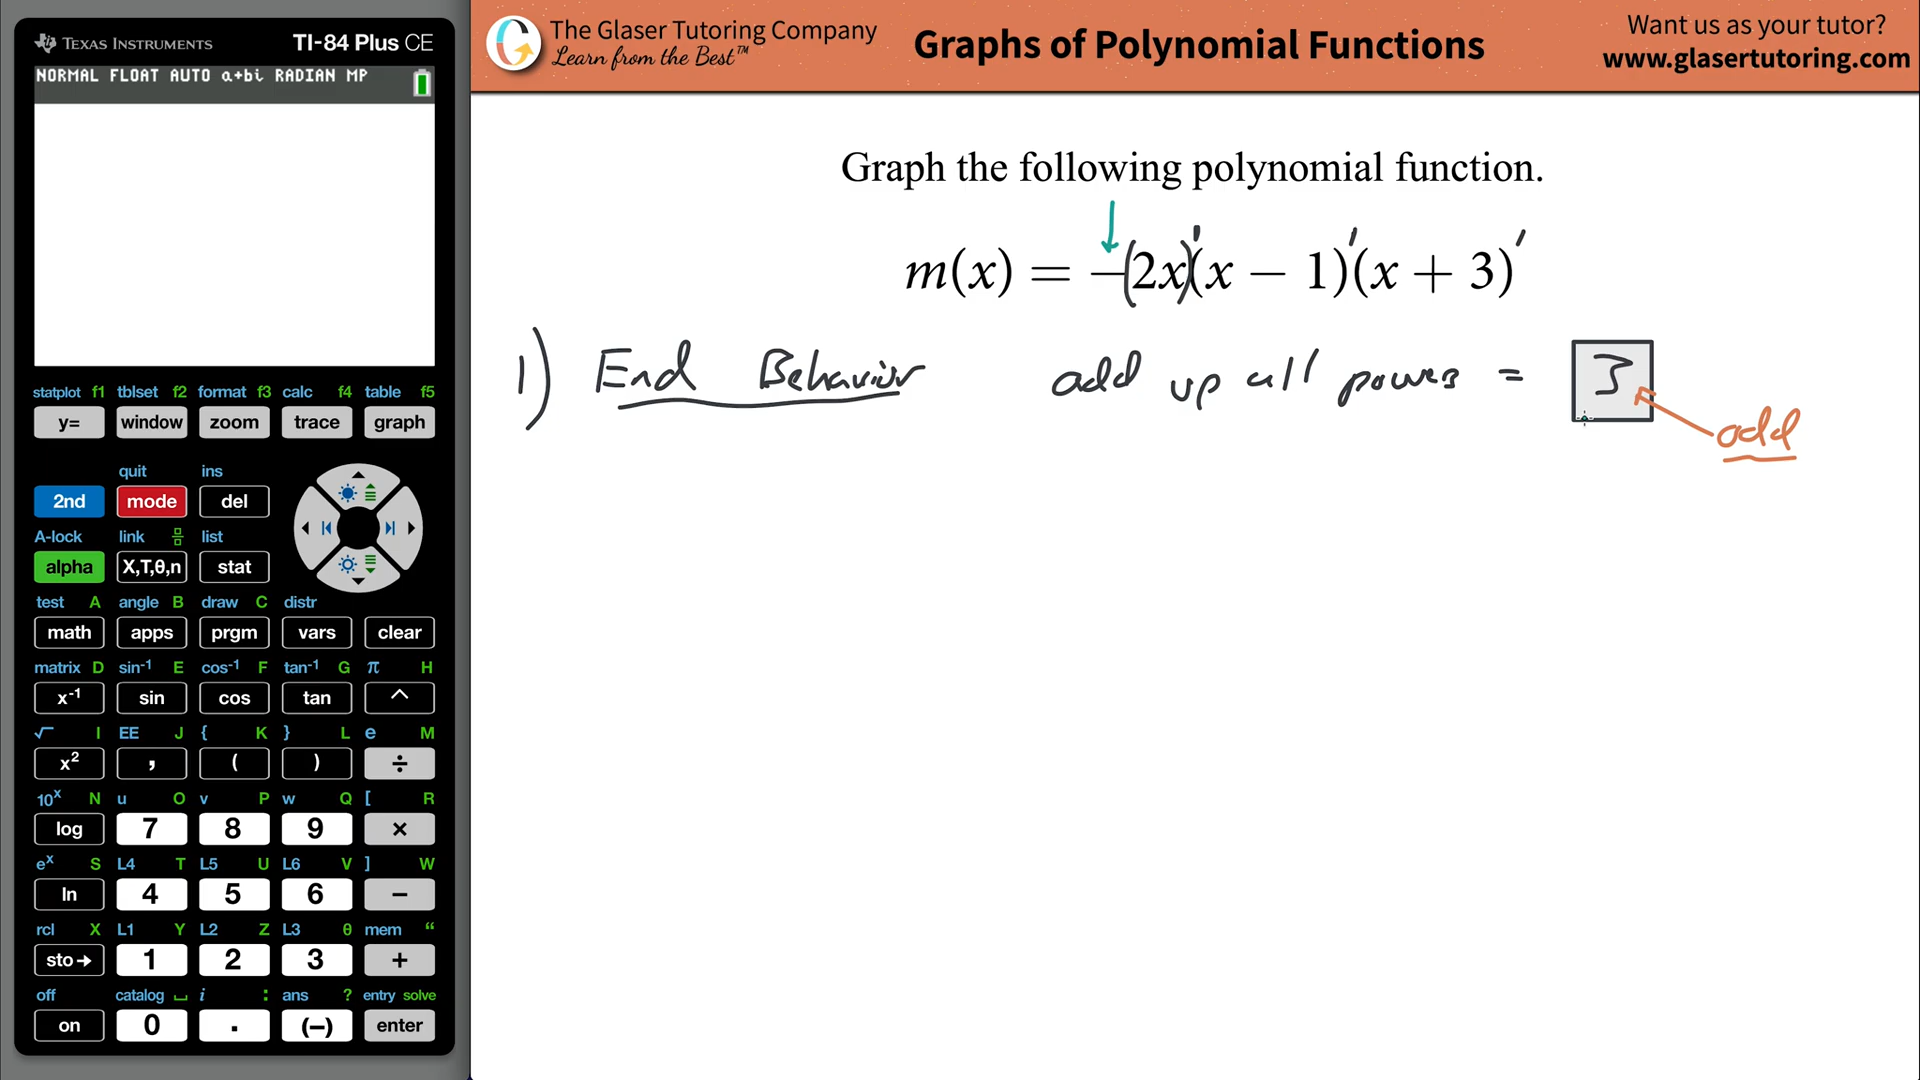 TEXAS INSTRUMENTS TI-84 Plus CE
NORMAL FLOAT AUTO a+bi RADIAN MP
statplot f1 tblset f2 format f3 calc f4 table f5
y= window zoom trace graph
quit ins
2nd mode del
A-lock link list
alpha X,T,θ,n stat
test A angle B draw C distr
math apps prgm vars clear
matrix D sin⁻¹ E cos⁻¹ F tan⁻¹ G π H
x⁻¹ sin cos tan ^
√ I EE J { K } L e M
x² , ( ) ÷
10ˣ N u O v P w Q [ R
log 7 8 9 ×
eˣ S L4 T L5 U L6 V ] W
ln 4 5 6 −
rcl X L1 Y L2 Z L3 θ mem “
sto→ 1 2 3 +
off catalog ⎵ i : ans ? entry solve
on 0 . (−) enter
The Glaser Tutoring Company
Learn from the Best™
Graphs of Polynomial Functions
Want us as your tutor?
www.glasertutoring.com
Graph the following polynomial function.
m(x) = −(2x)'(x − 1)'(x + 3)'
1) End Behavior add up all powers = 3
odd